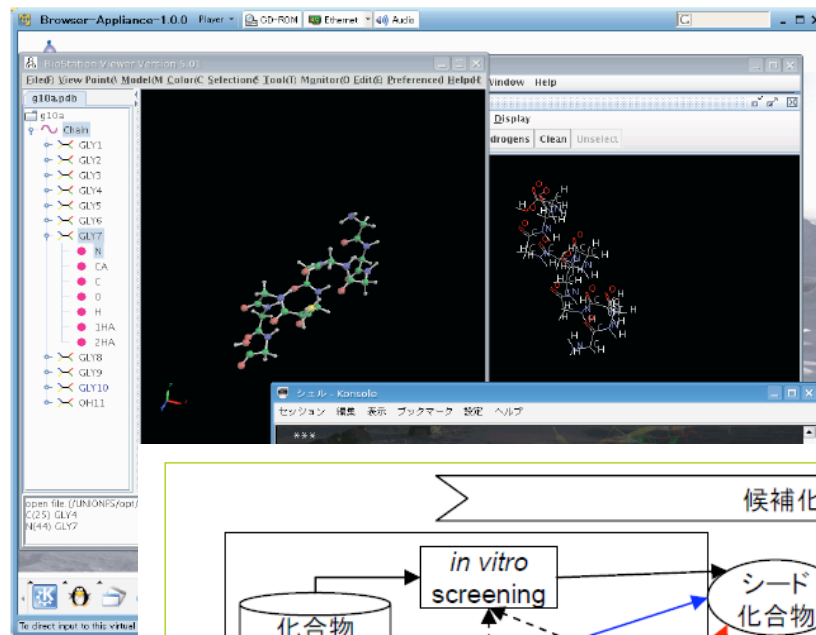 Browser-Appliance-1.0.0 Player CD-ROM Ethernet Audio
BioStation Viewer Version 5.01
View Point( Model(M Color(C Selection( Tool(T) Monitor(O Edit(E) Preference( Help(
g10a.pdb
g10a
Chain
GLY1
GLY2
GLY3
GLY4
GLY5
GLY6
GLY7
N
CA
C
O
H
1HA
2HA
GLY8
GLY9
GLY10
OH11
open file.(/UNIONFS/opt/
C(25) GLY4
N(44) GLY7
To direct input to this virtual
Window Help
Display
drogens Clean Unselect
シェル - Konsole
セッション 編集 表示 ブックマーク 設定 ヘルプ
***
候補化
in vitro
screening
シード
化合物
化合物